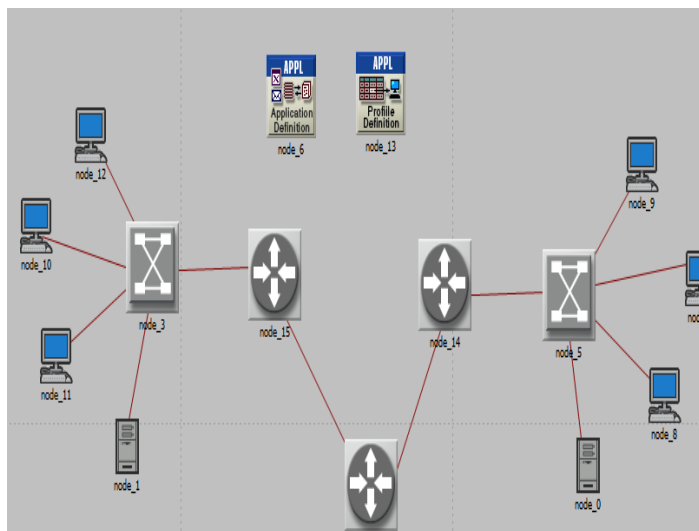 APPL
Application
Definition
node_6
APPL
Profile
Definition
node_13
node_12
node_9
node_10
node_3
node_15
node_14
node_5
node_11
node_8
node_1
node_0